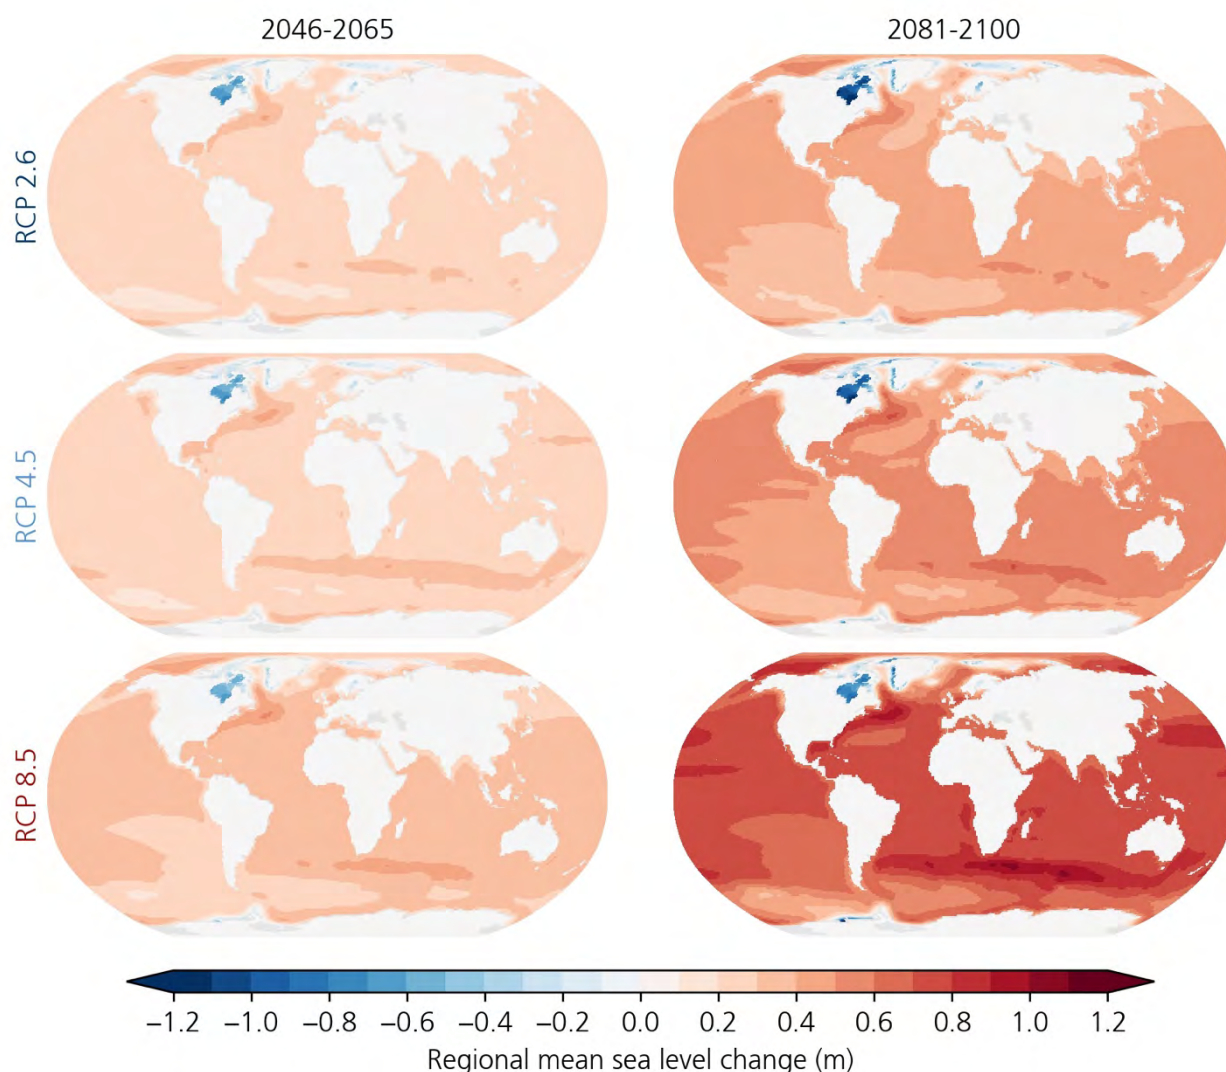 2046-2065
2081-2100
RCP 2.6
RCP 4.5
RCP 8.5
−1.2 −1.0 −0.8 −0.6 −0.4 −0.2 0.0 0.2 0.4 0.6 0.8 1.0 1.2
Regional mean sea level change (m)